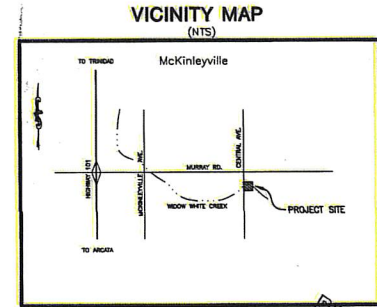 VICINITY MAP
(NTS)
TO TRINIDAD
McKinleyville
HIGHWAY 101
MCKINLEYVILLE AVE.
MURRAY RD.
CENTRAL AVE.
WIDOW WHITE CREEK
PROJECT SITE
TO ARCATA